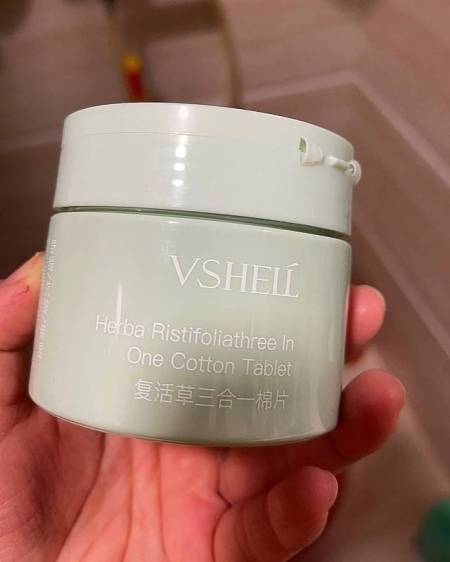 VSHELL
Herba Ristifoliathree In
One Cotton Tablet
复活草三合一棉片